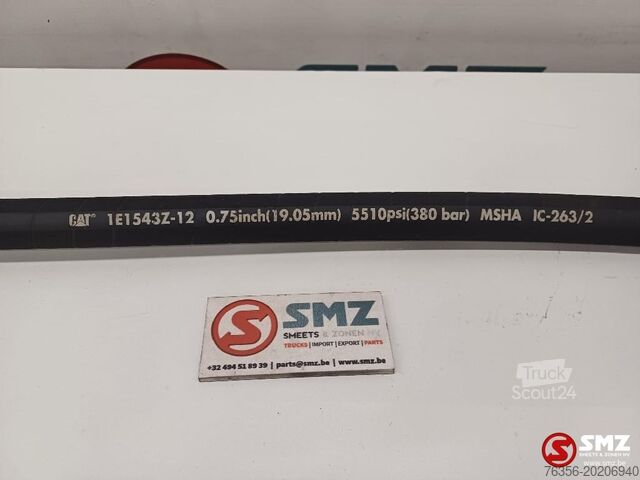 SMZ
CAT® 1E1543Z-12 0.75inch(19.05mm) 5510psi(380 bar) MSHA IC-263/2
SMZ
SMEETS & ZONEN NV
TRUCKS | IMPORT | EXPORT | PARTS
+32 494 51 89 39 | parts@smz.be | www.smz.be
Truck
Scout24
SMZ
SMEETS & ZONEN NV
76356-20206940